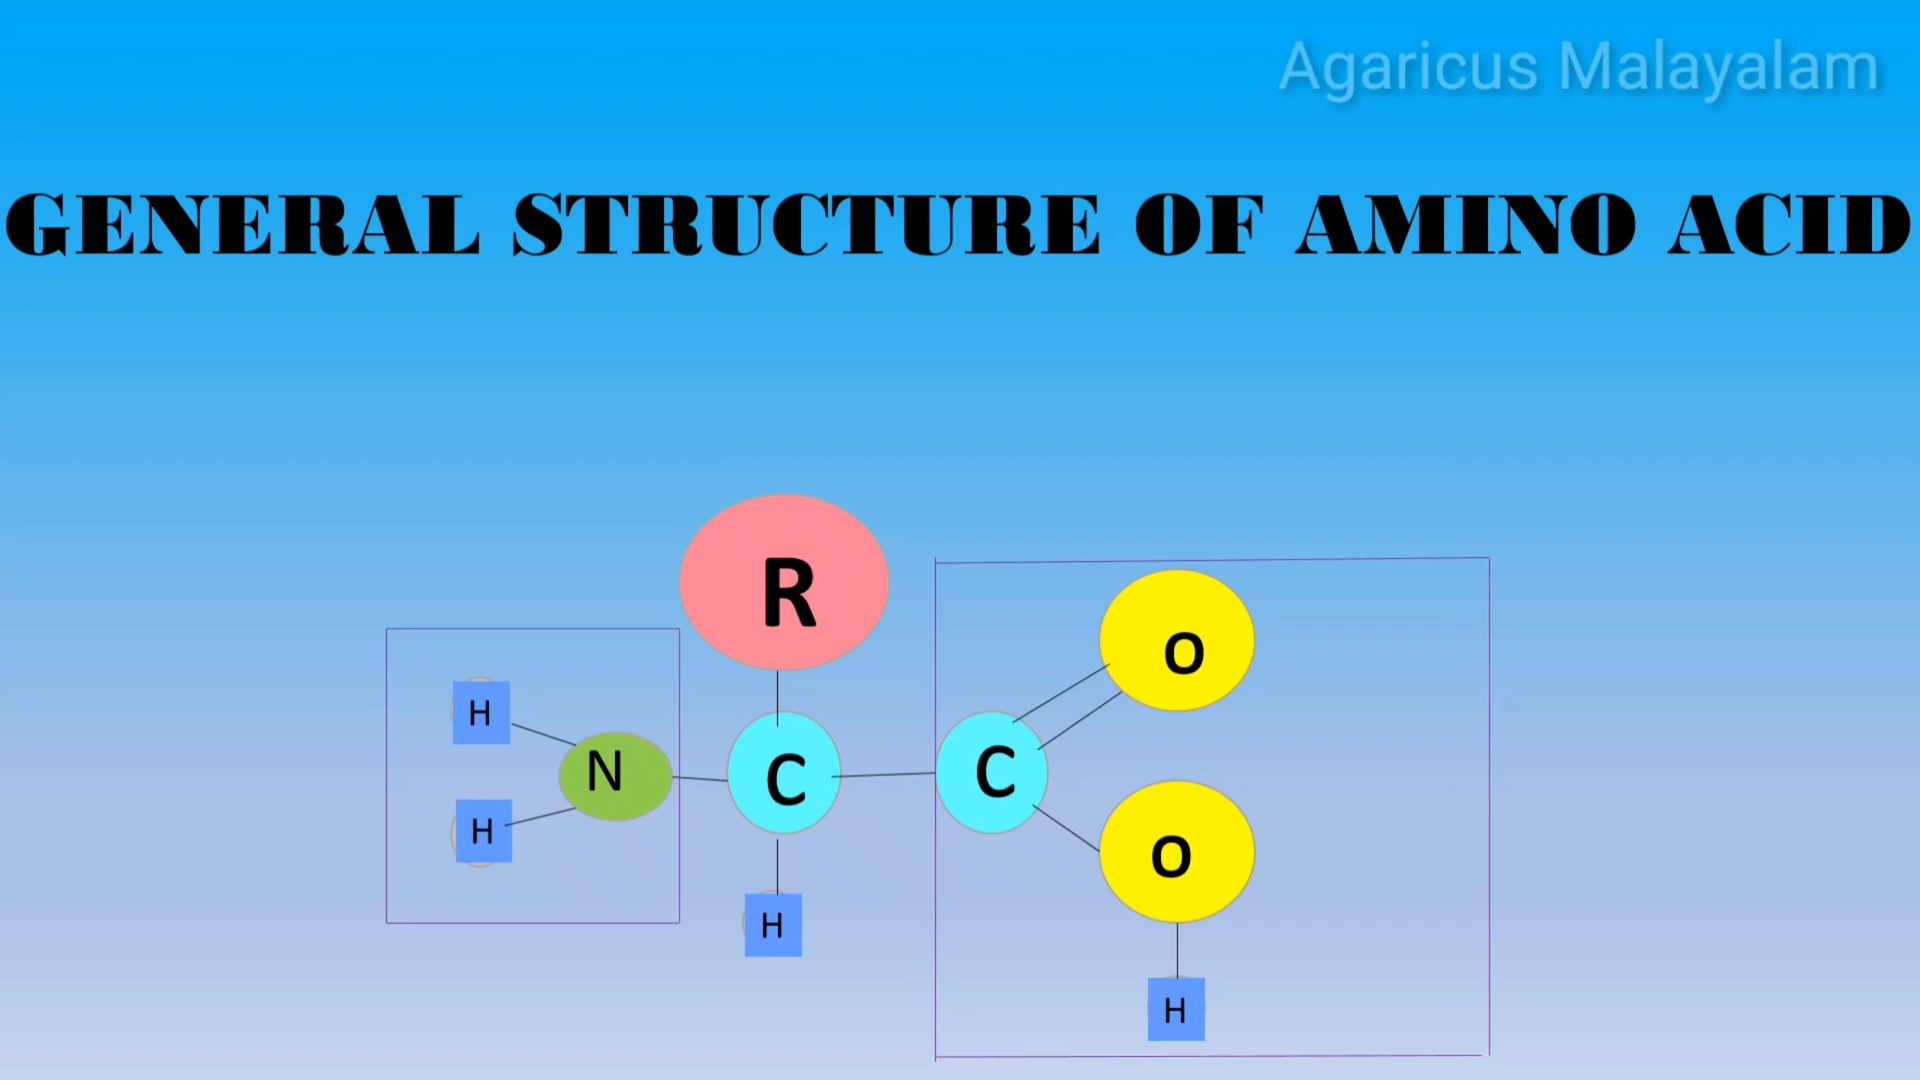 Agaricus Malayalam
GENERAL STRUCTURE OF AMINO ACID
R
O
H
N
C
C
H
O
H
H